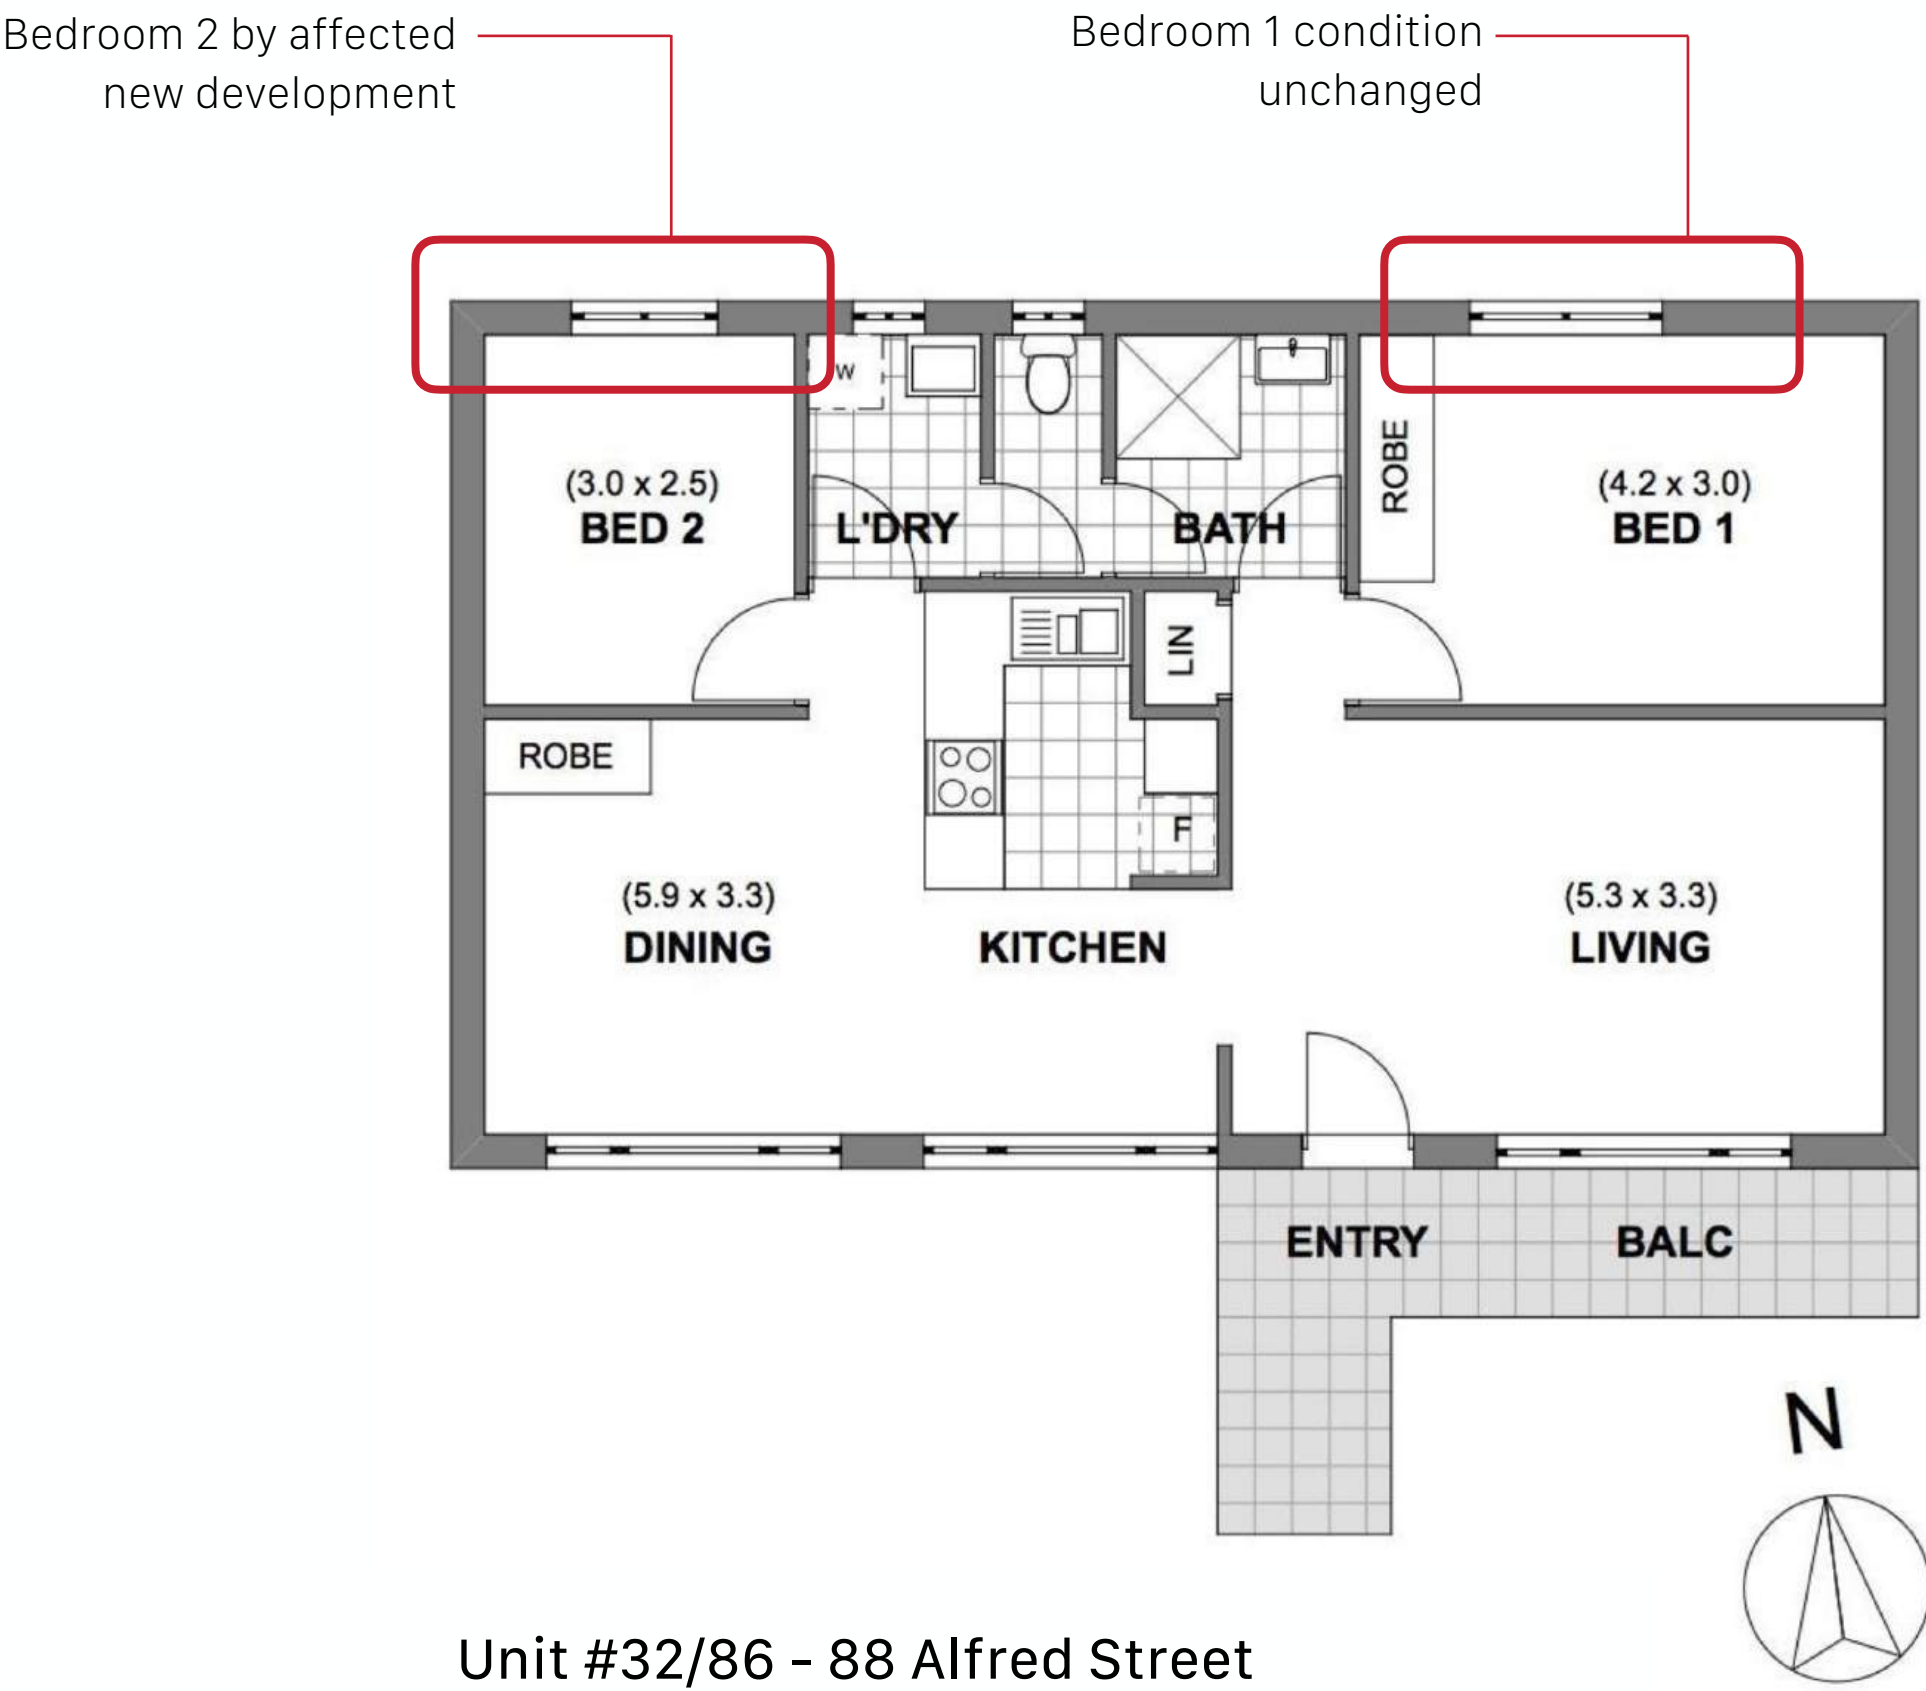 Bedroom 2 by affected
new development
Bedroom 1 condition
unchanged
W
(3.0 x 2.5)
BED 2
L'DRY
BATH
ROBE
(4.2 x 3.0)
BED 1
LIN
ROBE
F
(5.9 x 3.3)
DINING
KITCHEN
(5.3 x 3.3)
LIVING
ENTRY
BALC
N
Unit #32/86 - 88 Alfred Street